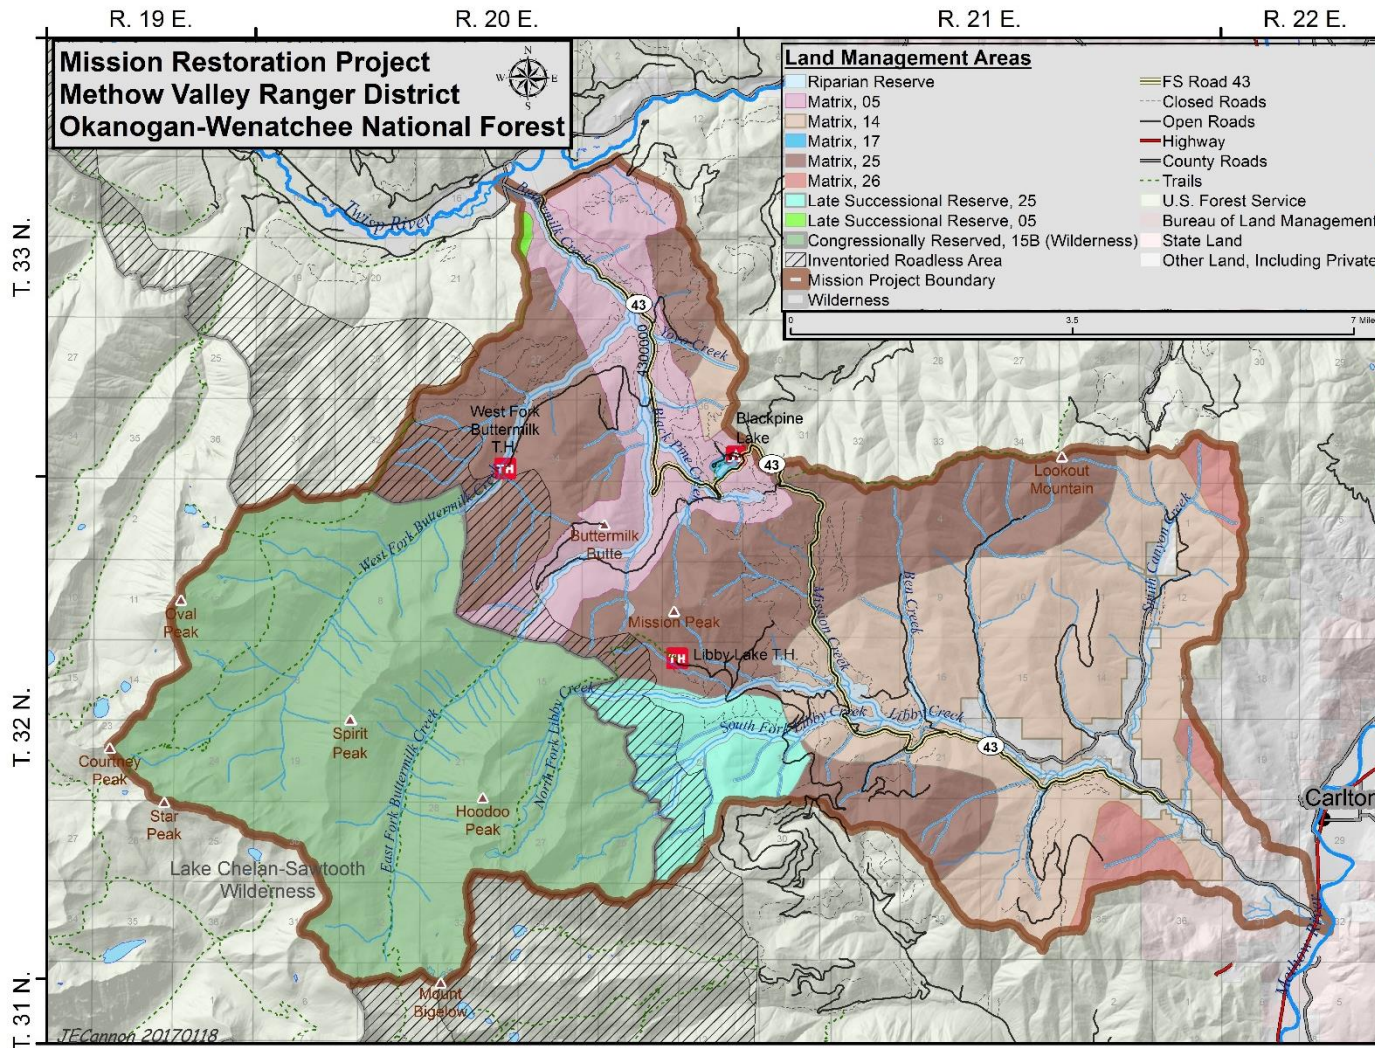 R. 19 E.
R. 20 E.
R. 21 E.
R. 22 E.
Mission Restoration Project
Methow Valley Ranger District
Okanogan-Wenatchee National Forest
N
W
E
S
Land Management Areas
Riparian Reserve
Matrix, 05
Matrix, 14
Matrix, 17
Matrix, 25
Matrix, 26
Late Successional Reserve, 25
Late Successional Reserve, 05
Congressionally Reserved, 15B (Wilderness)
Inventoried Roadless Area
Mission Project Boundary
Wilderness
FS Road 43
Closed Roads
Open Roads
Highway
County Roads
Trails
U.S. Forest Service
Bureau of Land Management
State Land
Other Land, Including Private
0
3.5
7 Mile
T. 33 N.
T. 32 N.
T. 31 N.
Twisp River
Buttermilk Creek
43
4300000
Yoyo Creek
Black Pine Creek
West Fork
Buttermilk
T.H.
TH
Blackpine
Lake
43
Lookout
Mountain
West Fork Buttermilk Creek
Buttermilk
Butte
Oval
Peak
Mission Peak
TH
Libby Lake T.H.
Mission Creek
Ben Creek
South Canyon Creek
Spirit
Peak
Courtney
Peak
Star
Peak
East Fork Buttermilk Creek
Hoodoo
Peak
North Fork Libby Creek
South Fork Libby Creek
Libby Creek
43
Carlton
Lake Chelan-Sawtooth
Wilderness
Mount
Bigelow
Methow River
JECannon 20170118